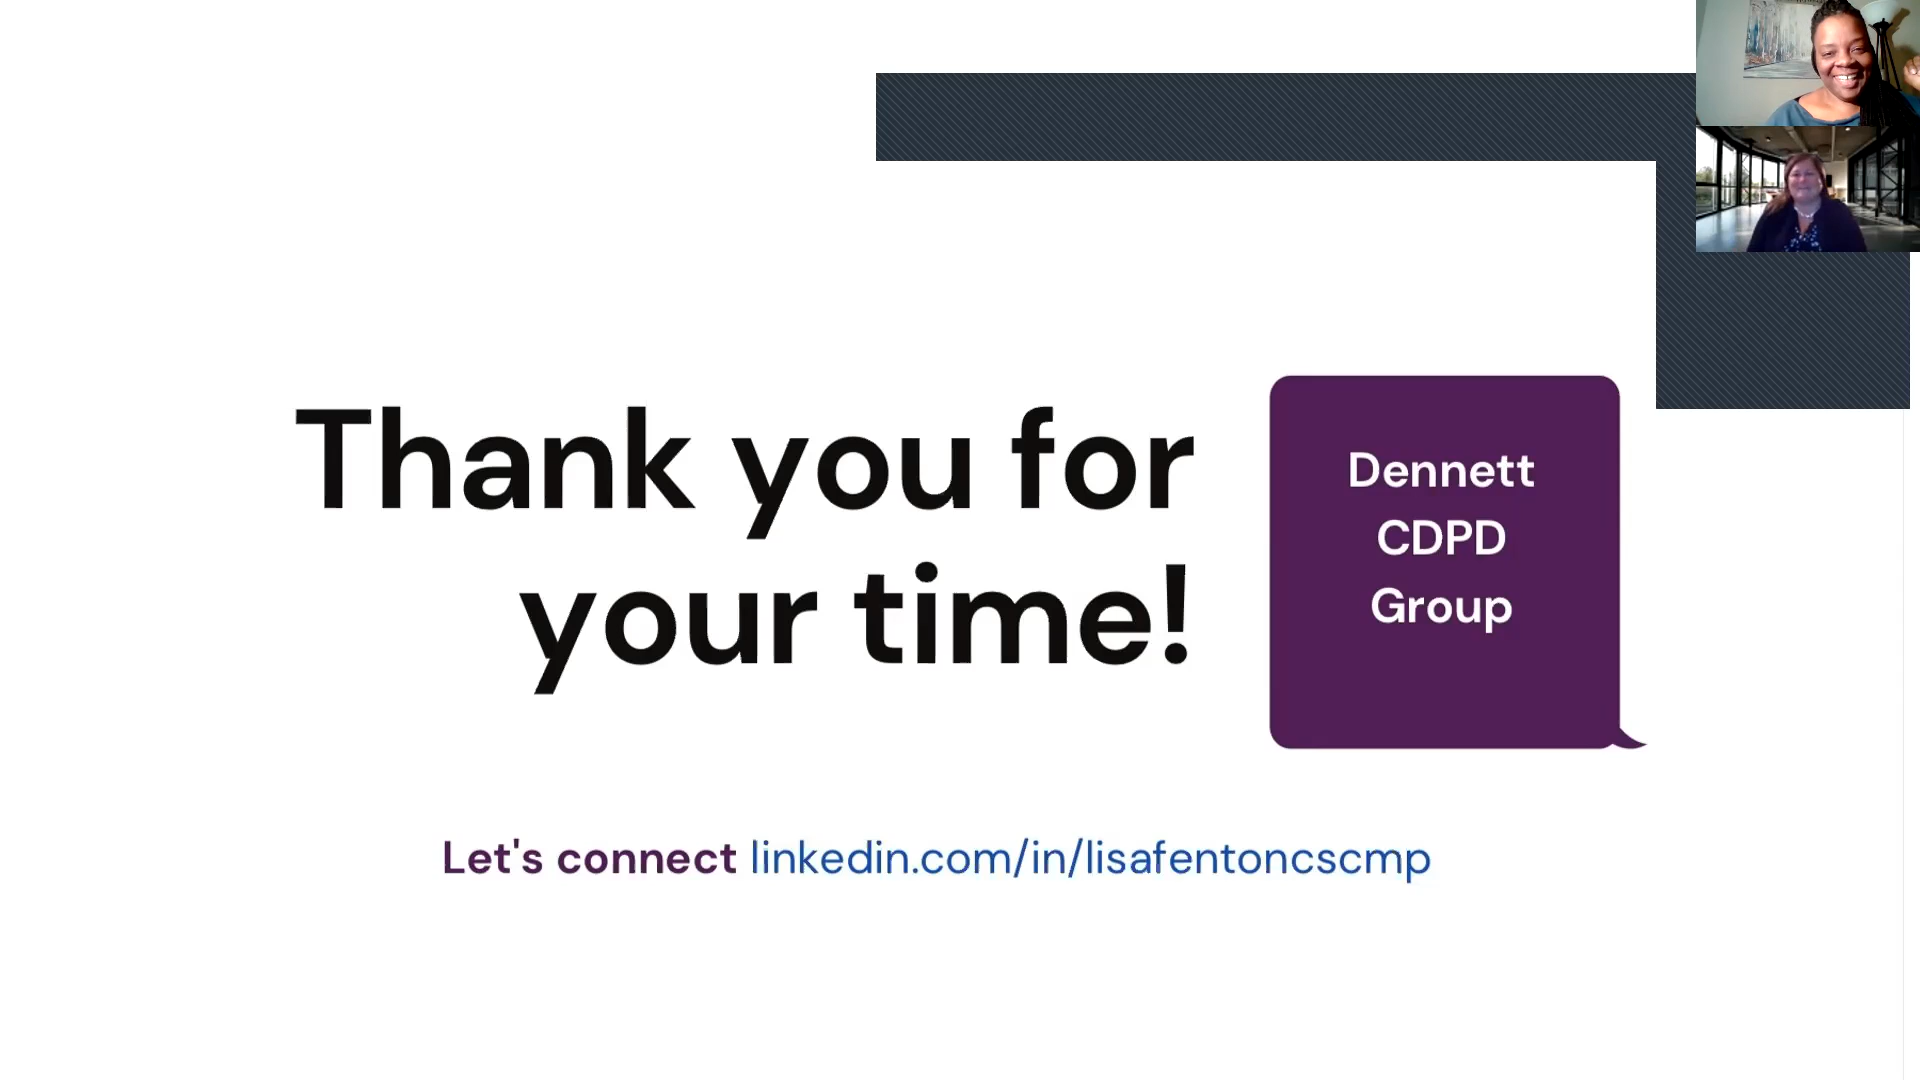 Thank you for
your time!
Dennett
CDPD
Group
Let's connect linkedin.com/in/lisafentoncscmp